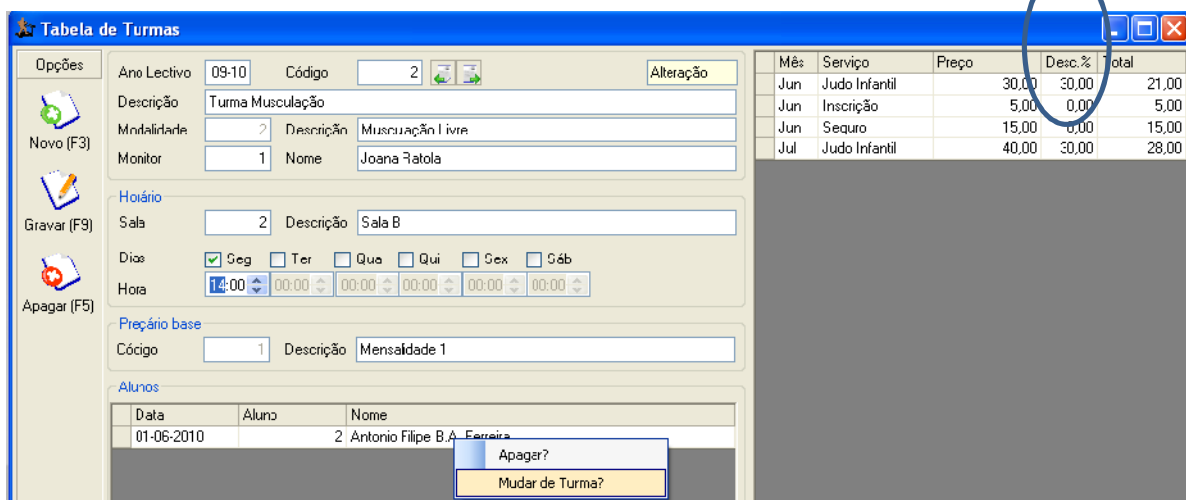 Tabela de Turmas
Opções
Novo (F3)
Gravar (F9)
Apagar (F5)
Ano Lectivo 09-10 Código 2 Alteração
Descrição Turma Musculação
Modalidade 2 Descrição Musculação Livre
Monitor 1 Nome Joana Ratola
Horário
Sala 2 Descrição Sala B
Dias Seg Ter Qua Qui Sex Sáb
Hora 14:00 00:00 00:00 00:00 00:00 00:00
Preçário base
Código 1 Descrição Mensalidade 1
Alunos
Data Aluno Nome
01-06-2010 2 Antonio Filipe B.A. Ferreira
Apagar?
Mudar de Turma?
Mês Serviço Preço Desc.% Total
Jun Judo Infantil 30,00 30,00 21,00
Jun Inscrição 5,00 0,00 5,00
Jun Seguro 15,00 0,00 15,00
Jul Judo Infantil 40,00 30,00 28,00